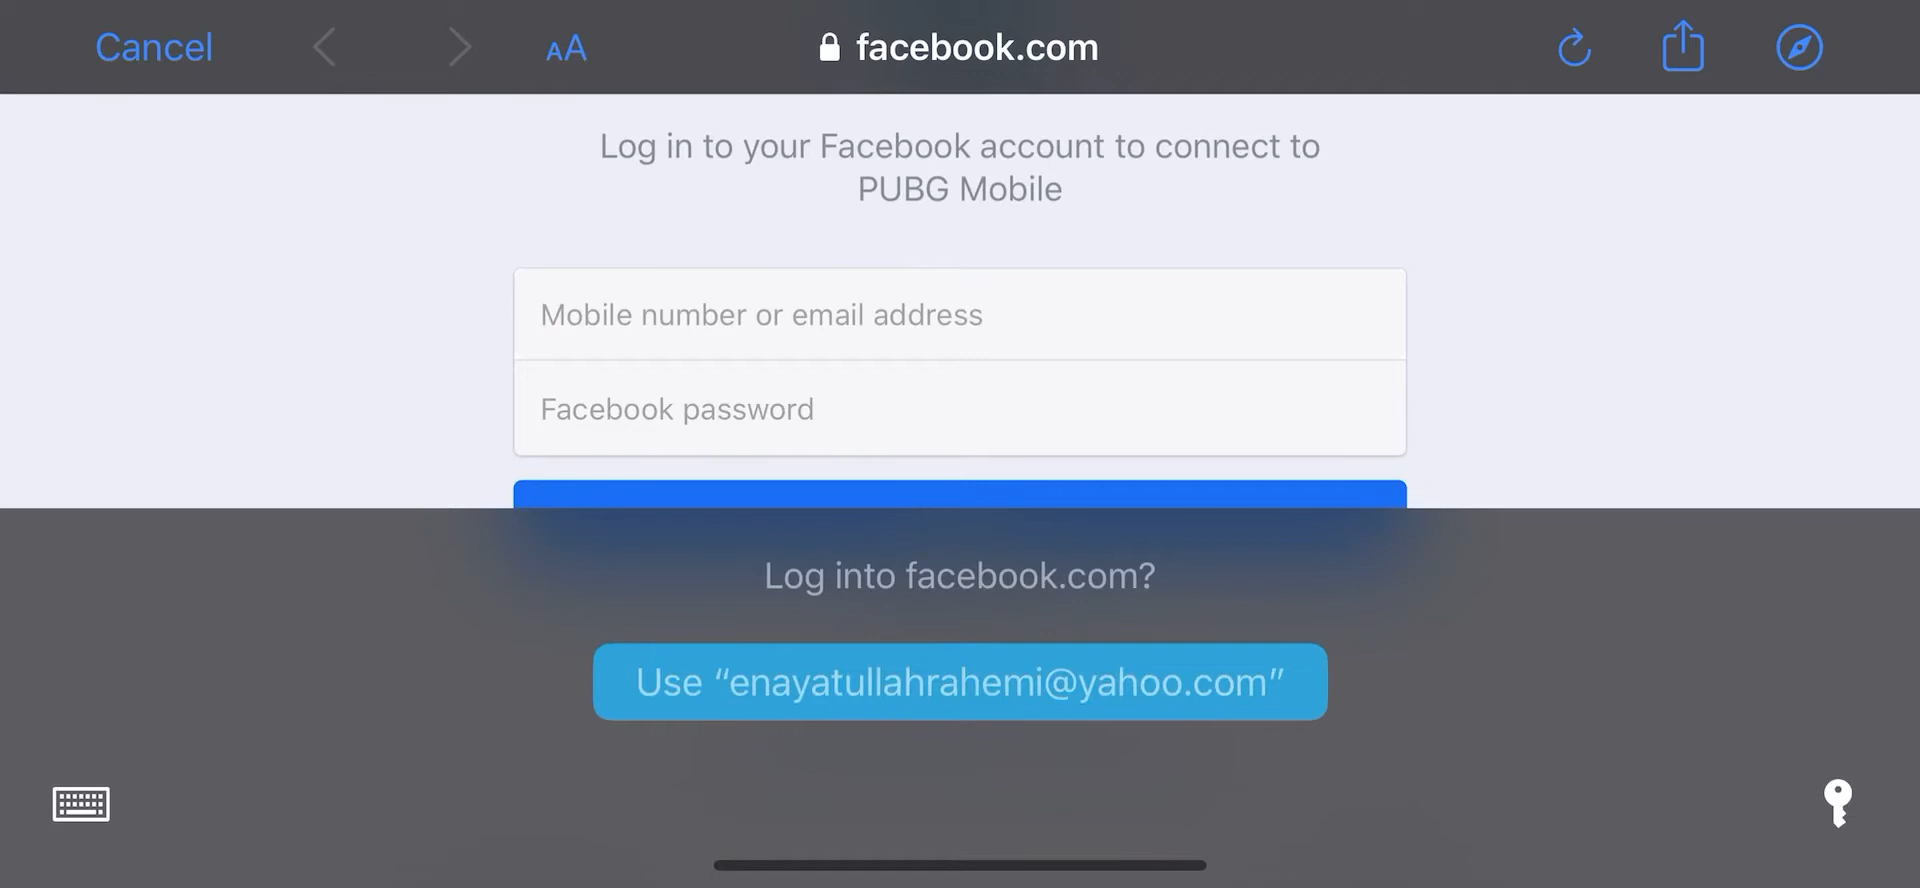 Cancel
AA
facebook.com
Log in to your Facebook account to connect to
PUBG Mobile
Mobile number or email address
Facebook password
Log into facebook.com?
Use “enayatullahrahemi@yahoo.com”